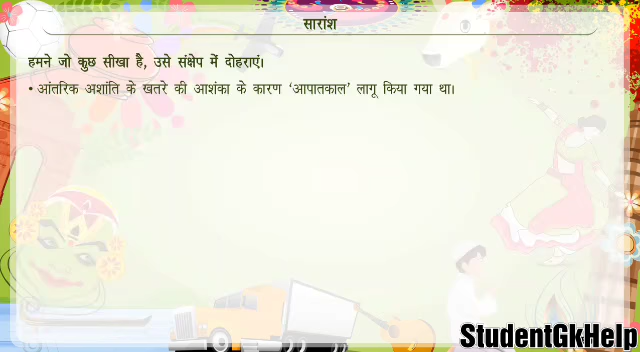 सारांश
हमने जो कुछ सीखा है, उसे संक्षेप में दोहराएं।
• आंतरिक अशांति के खतरे की आशंका के कारण ‘आपातकाल’ लागू किया गया था।
StudentGkHelp